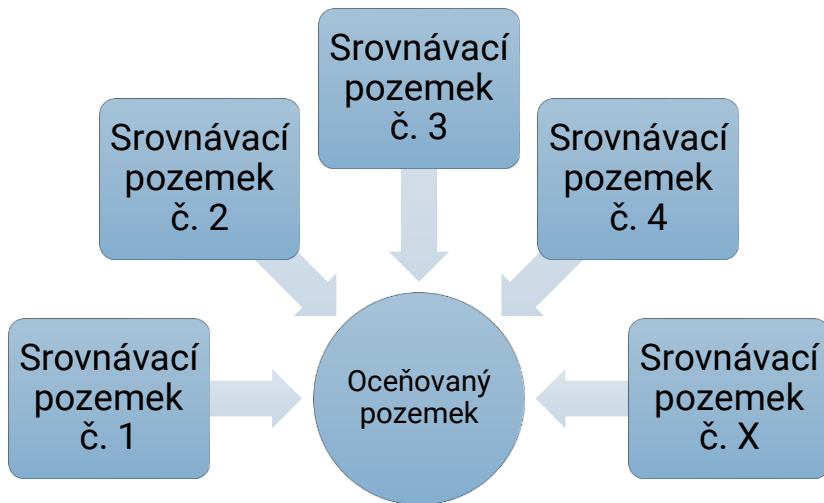 Srovnávací
pozemek
č. 1
Srovnávací
pozemek
č. 2
Srovnávací
pozemek
č. 3
Srovnávací
pozemek
č. 4
Srovnávací
pozemek
č. X
Oceňovaný
pozemek